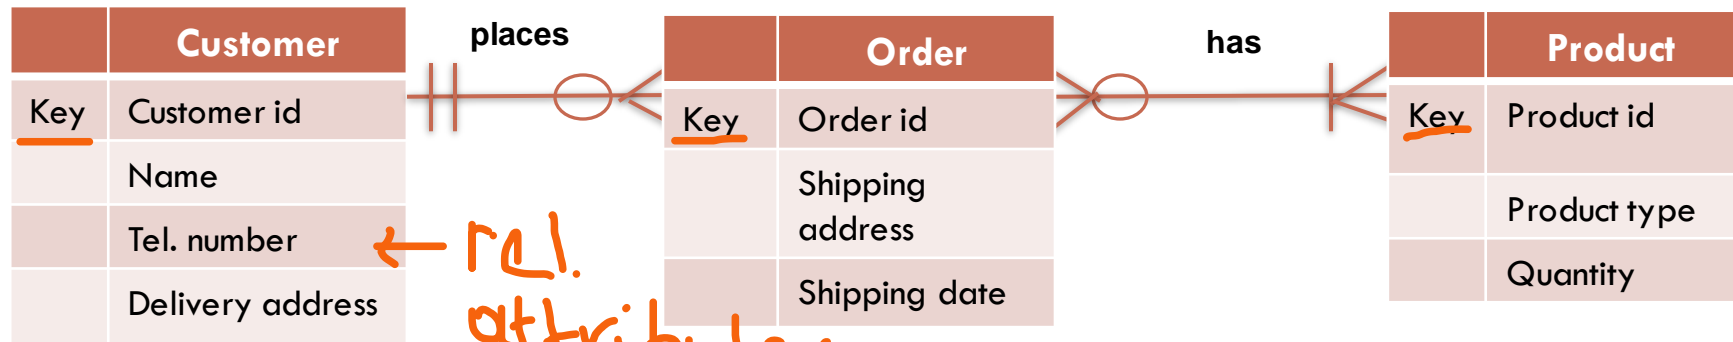 Customer
Key Customer id
Name
Tel. number
Delivery address
places
Order
Key Order id
Shipping
address
Shipping date
has
Product
Key Product id
Product type
Quantity
rel.